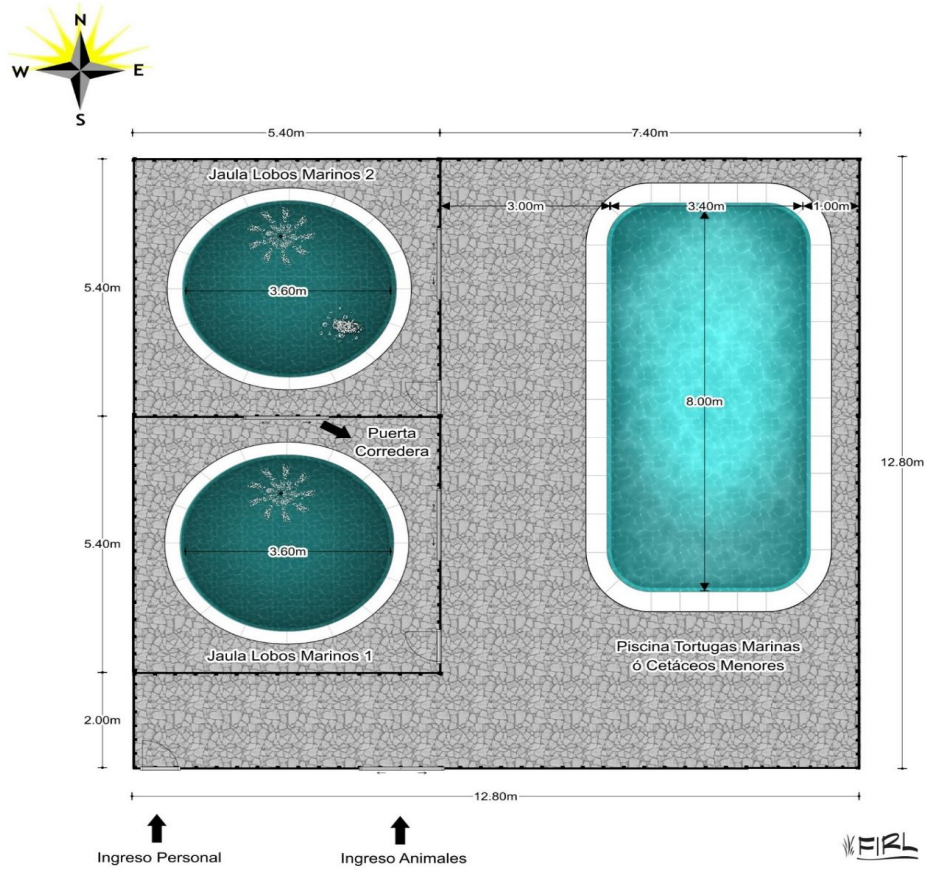 N
W E
S
5.40m 7.40m
Jaula Lobos Marinos 2
3.00m 3.40m 1.00m
5.40m
3.60m
8.00m
Puerta
Corredera
12.80m
5.40m
3.60m
Jaula Lobos Marinos 1
Piscina Tortugas Marinas
ó Cetáceos Menores
2.00m
12.80m
Ingreso Personal
Ingreso Animales
FIRL